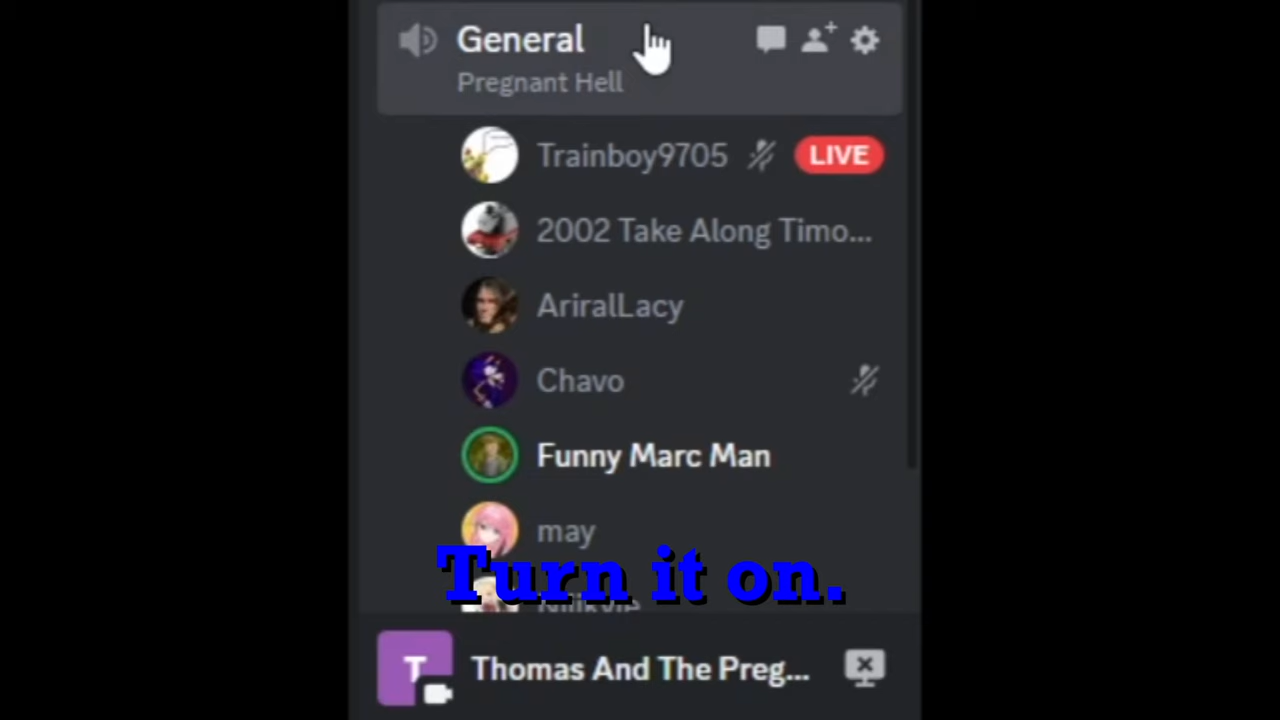 General
Pregnant Hell
Trainboy9705 LIVE
2002 Take Along Timo...
AriralLacy
Chavo
Funny Marc Man
may
Turn it on.
T Thomas And The Preg...